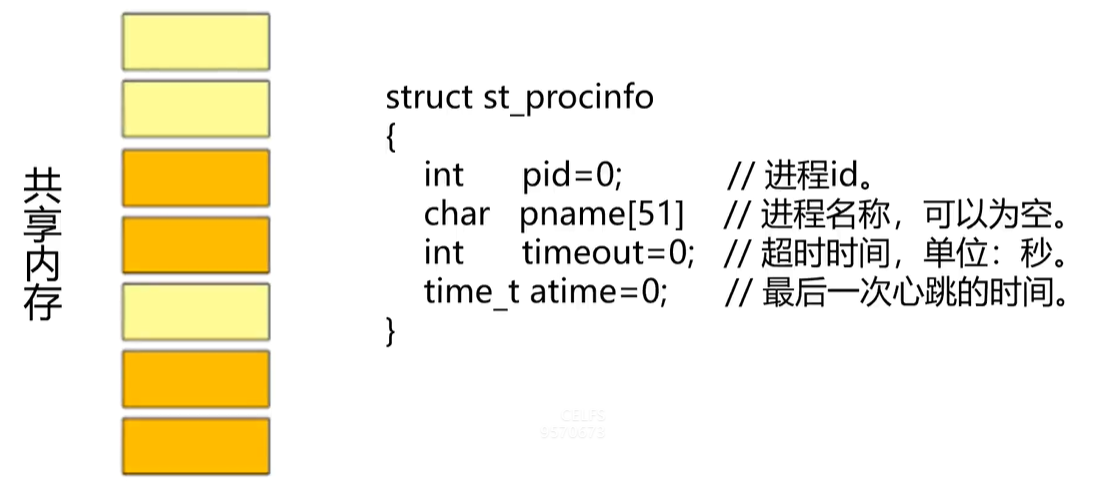 共享内存
struct st_procinfo
{
int pid=0; // 进程id。
char pname[51] // 进程名称，可以为空。
int timeout=0; // 超时时间，单位：秒。
time_t atime=0; // 最后一次心跳的时间。
}